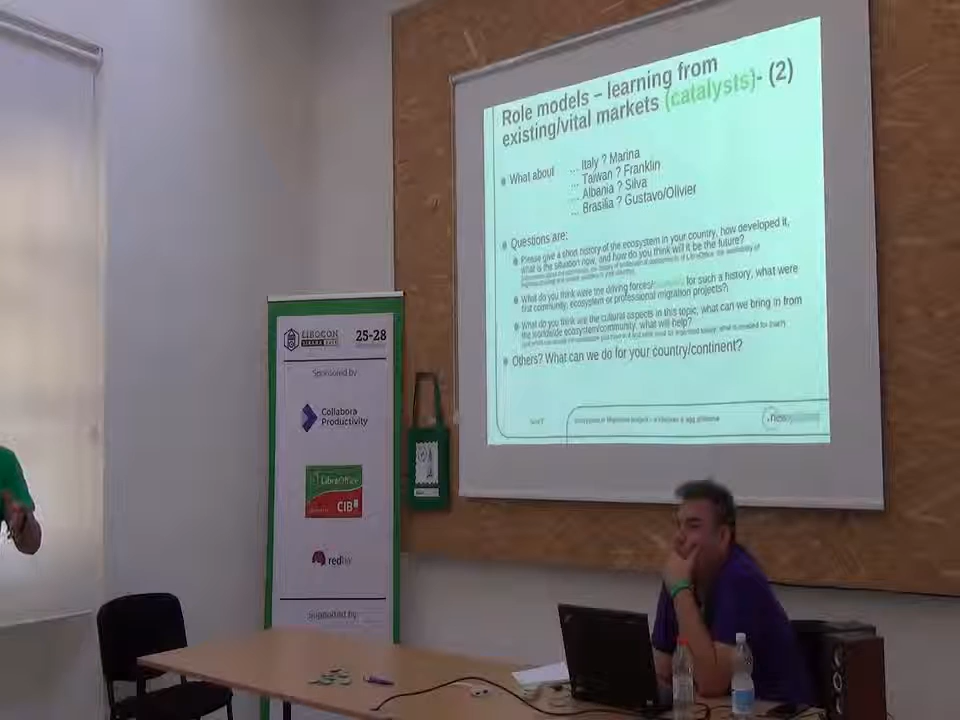 Role models – learning from
existing/vital markets (catalysts)- (2)
What about ... Italy ? Marina
... Taiwan ? Franklin
... Albania ? Silva
... Brasilia ? Gustavo/Olivier
Questions are:
Please give a short history of the ecosystem in your country, how developed it,
what is the situation now, and how do you think will it be the future?
What do you think were the driving forces/ for such a history, what were
first community, ecosystem or professional migration projects?
What do you think are the cultural aspects in this topic, what can we bring in from
the worldwide ecosystem/community, what will help?
Others? What can we do for your country/continent?
LIBOCON
25-28
Sponsored by
Collabora
Productivity
LibreOffice
CIB
red
Supported by